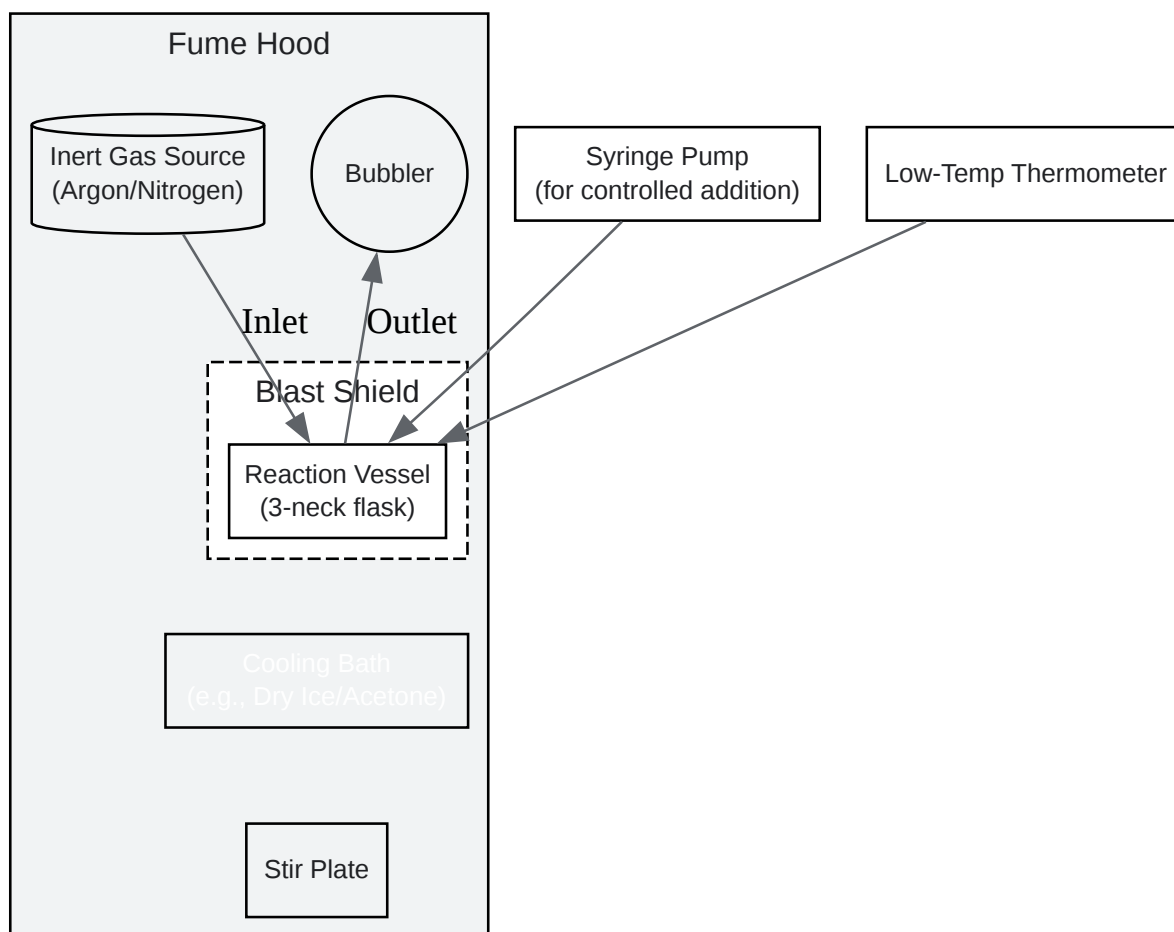 Fume Hood
Inert Gas Source
(Argon/Nitrogen)
Bubbler
Syringe Pump
(for controlled addition)
Low-Temp Thermometer
Inlet
Outlet
Blast Shield
Reaction Vessel
(3-neck flask)
Cooling Bath
(e.g., Dry Ice/Acetone)
Stir Plate